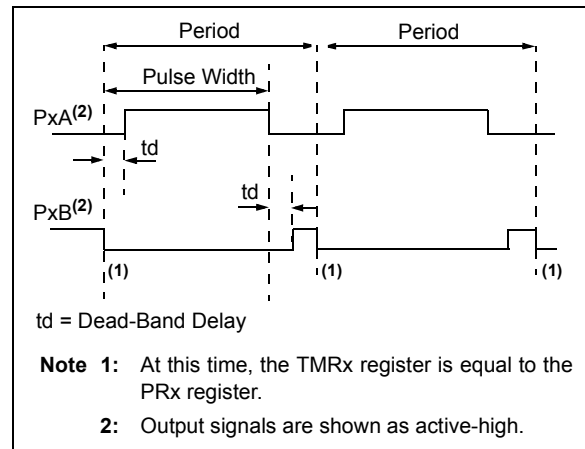 Period Period
Pulse Width
PxA(2)
td
td
PxB(2)
(1) (1) (1)
td = Dead-Band Delay
Note 1: At this time, the TMRx register is equal to the
PRx register.
2: Output signals are shown as active-high.